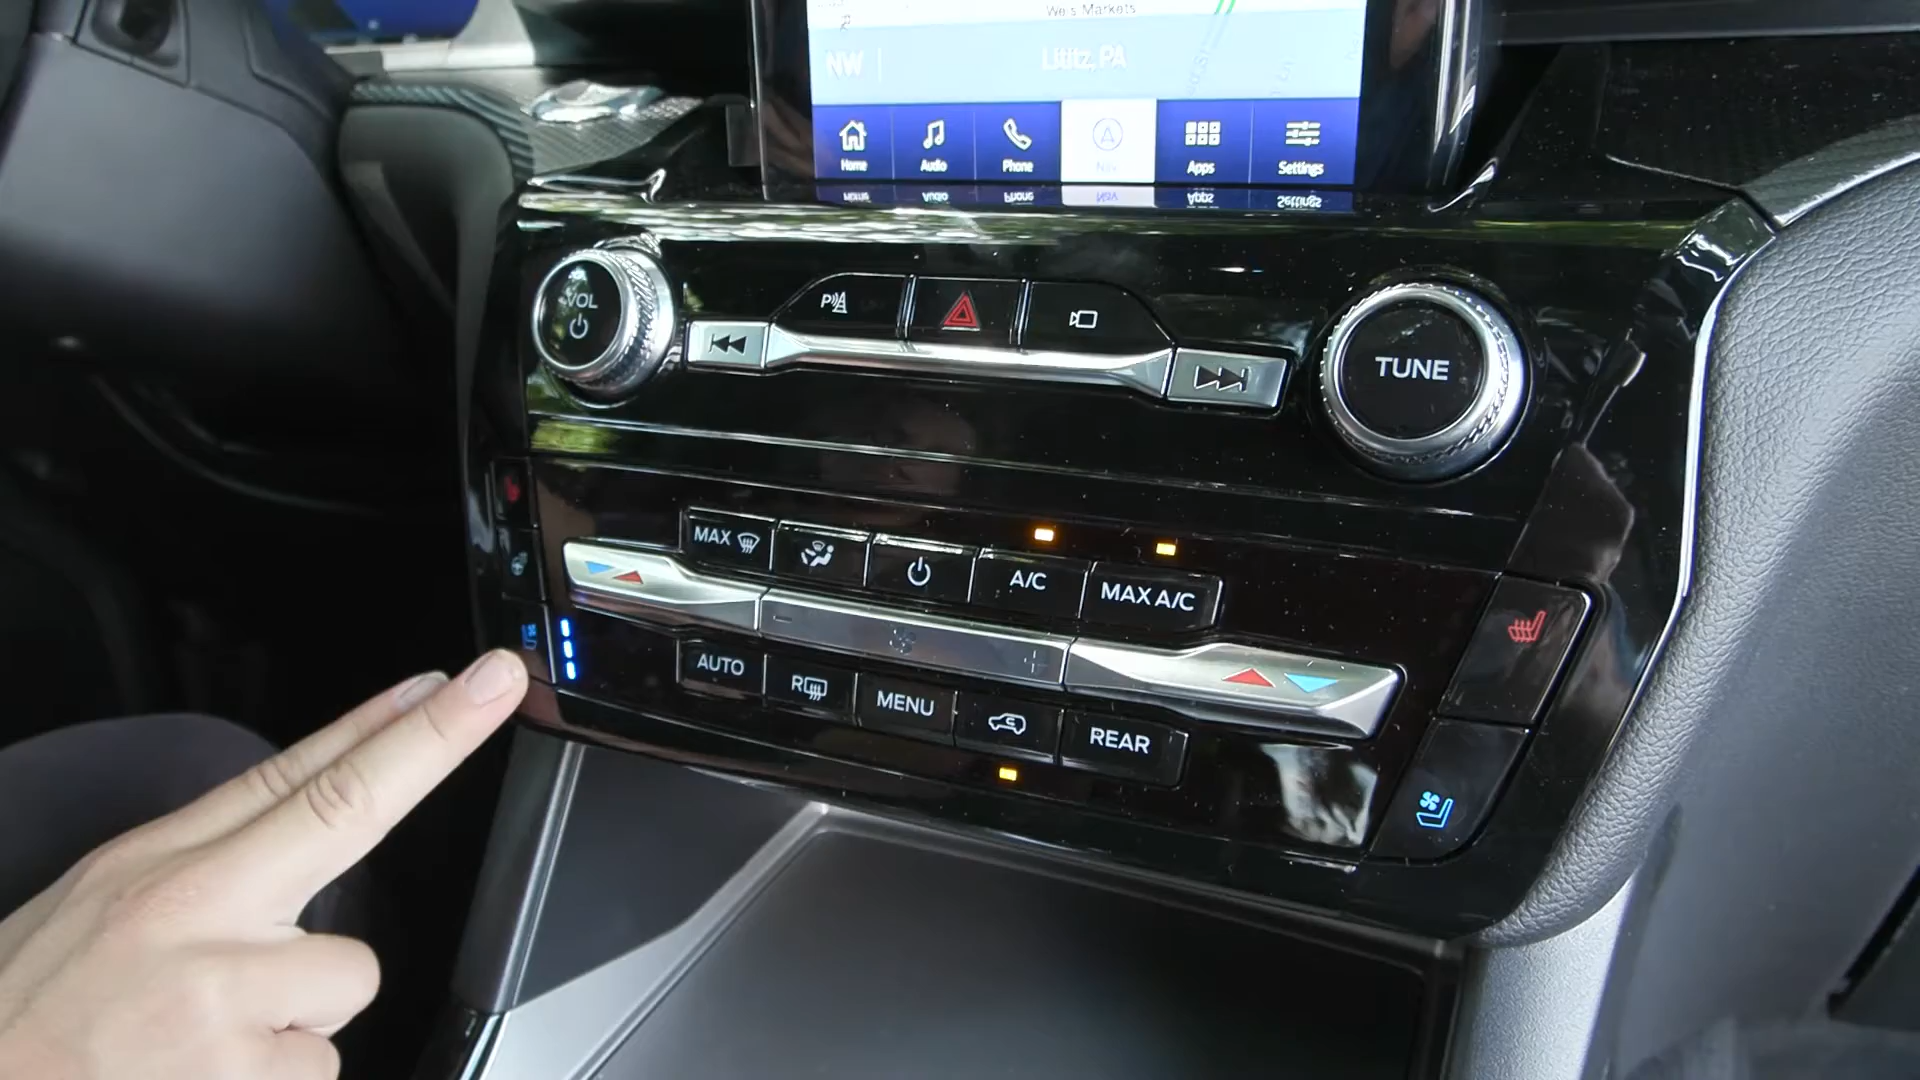 Weis Markets
NW
Lititz, PA
Home
Audio
Phone
Nav
Apps
Settings
VOL
P
TUNE
MAX
A/C
MAX A/C
AUTO
R
MENU
REAR